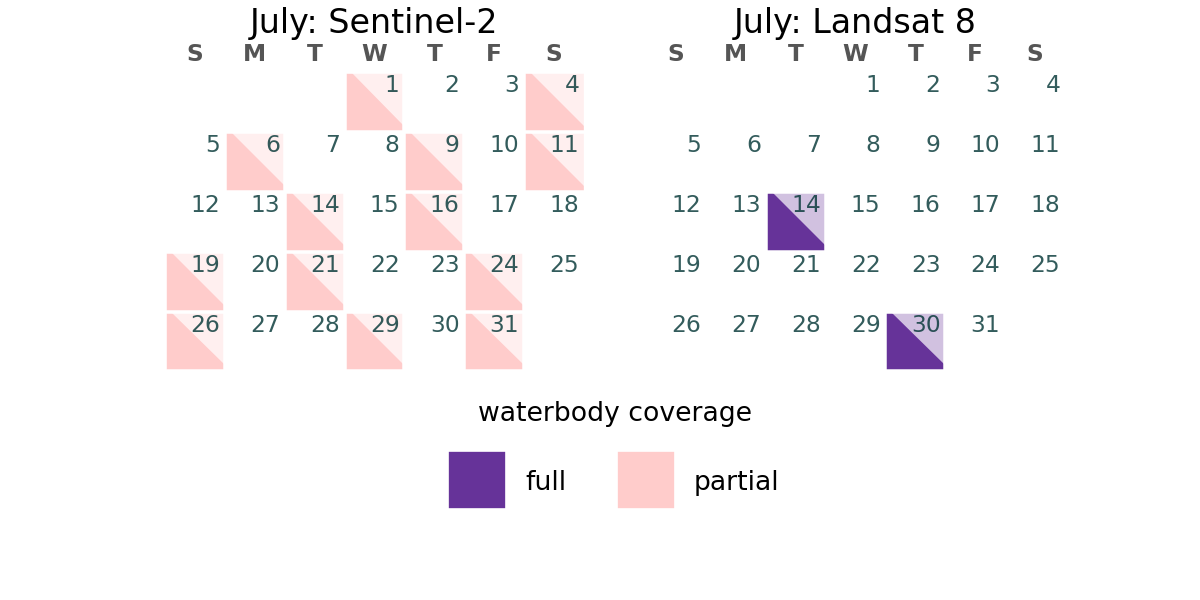 July: Sentinel-2
S M T W T F S
1 2 3 4
5 6 7 8 9 10 11
12 13 14 15 16 17 18
19 20 21 22 23 24 25
26 27 28 29 30 31
July: Landsat 8
S M T W T F S
1 2 3 4
5 6 7 8 9 10 11
12 13 14 15 16 17 18
19 20 21 22 23 24 25
26 27 28 29 30 31
waterbody coverage
full partial